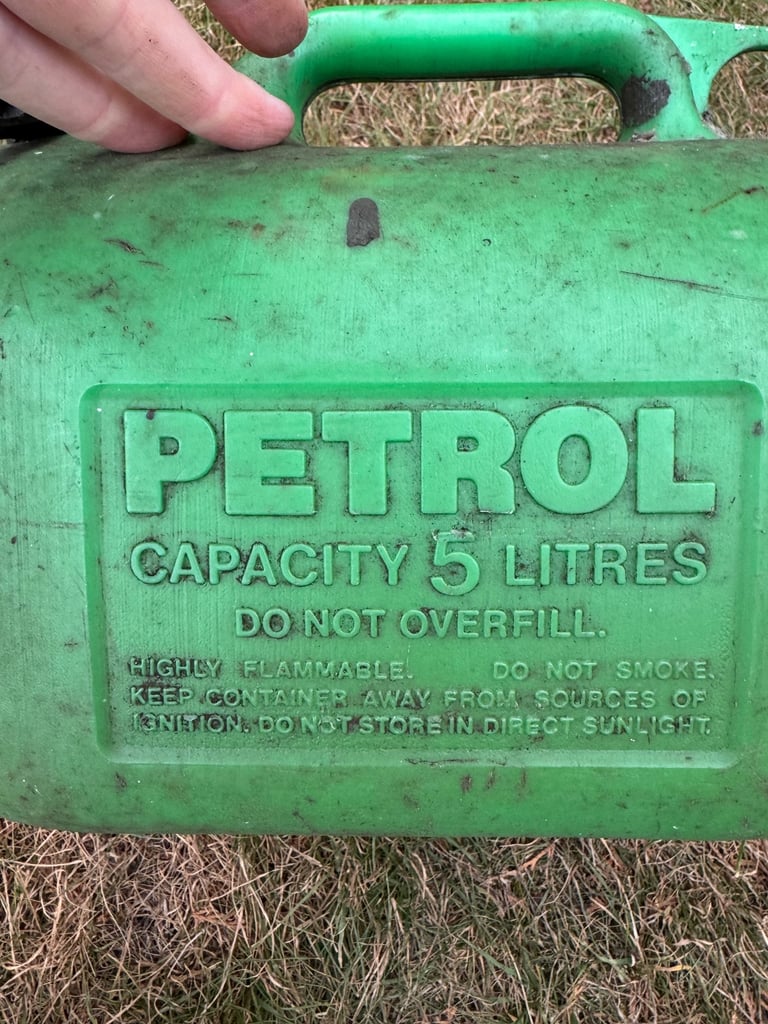 PETROL
CAPACITY 5 LITRES
DO NOT OVERFILL.
HIGHLY FLAMMABLE. DO NOT SMOKE.
KEEP CONTAINER AWAY FROM SOURCES OF
IGNITION. DO NOT STORE IN DIRECT SUNLIGHT.